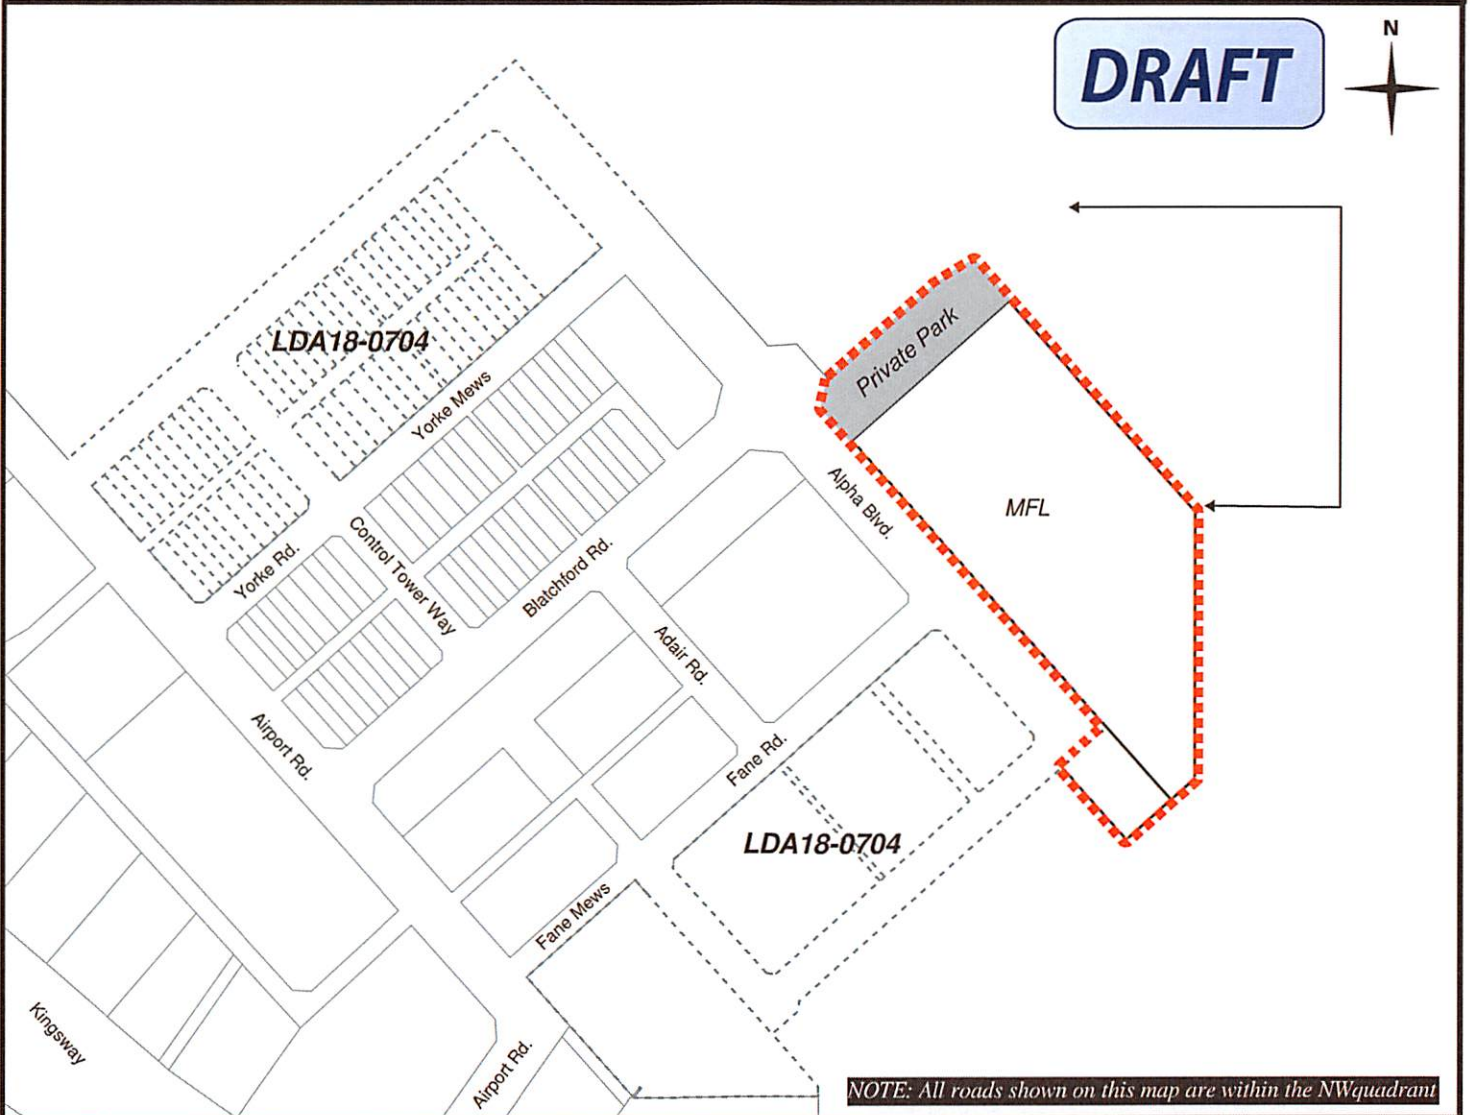 DRAFT
N
LDA18-0704
Private Park
Yorke Mews
MFL
Alpha Blvd.
Yorke Rd.
Control Tower Way
Blatchford Rd.
Adair Rd.
Airport Rd.
Fane Rd.
LDA18-0704
Fane Mews
Kingsway
Airport Rd.
NOTE: All roads shown on this map are within the NWquadrant